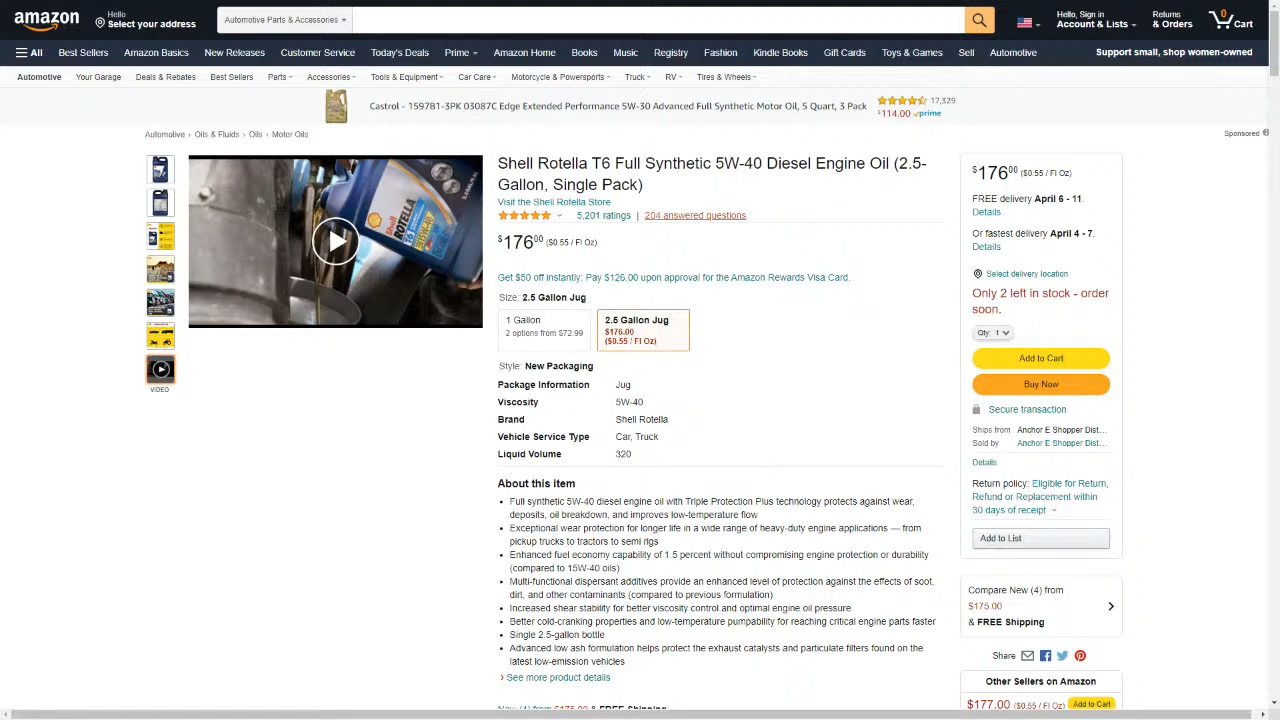 amazon
Hello
Select your address
Automotive Parts & Accessories
Hello, Sign in
Account & Lists
Returns
& Orders
0
Cart
All
Best Sellers
Amazon Basics
New Releases
Customer Service
Today's Deals
Prime
Amazon Home
Books
Music
Registry
Fashion
Kindle Books
Gift Cards
Toys & Games
Sell
Automotive
Support small, shop women-owned
Automotive
Your Garage
Deals & Rebates
Best Sellers
Parts
Accessories
Tools & Equipment
Car Care
Motorcycle & Powersports
Truck
RV
Tires & Wheels
Castrol - 1597B1-3PK 03087C Edge Extended Performance 5W-30 Advanced Full Synthetic Motor Oil, 5 Quart, 3 Pack
17,329
$114.00 prime
Sponsored
Automotive › Oils & Fluids › Oils › Motor Oils
VIDEO
ROTELLA
Shell Rotella T6 Full Synthetic 5W-40 Diesel Engine Oil (2.5-
Gallon, Single Pack)
Visit the Shell Rotella Store
5,201 ratings | 204 answered questions
$17600 ($0.55 / Fl Oz)
Get $50 off instantly: Pay $126.00 upon approval for the Amazon Rewards Visa Card.
Size: 2.5 Gallon Jug
1 Gallon
2 options from $72.99
2.5 Gallon Jug
$176.00
($0.55 / Fl Oz)
Style: New Packaging
Package Information Jug
Viscosity 5W-40
Brand Shell Rotella
Vehicle Service Type Car, Truck
Liquid Volume 320
About this item
• Full synthetic 5W-40 diesel engine oil with Triple Protection Plus technology protects against wear,
deposits, oil breakdown, and improves low-temperature flow
• Exceptional wear protection for longer life in a wide range of heavy-duty engine applications — from
pickup trucks to tractors to semi rigs
• Enhanced fuel economy capability of 1.5 percent without compromising engine protection or durability
(compared to 15W-40 oils)
• Multi-functional dispersant additives provide an enhanced level of protection against the effects of soot,
dirt, and other contaminants (compared to previous formulation)
• Increased shear stability for better viscosity control and optimal engine oil pressure
• Better cold-cranking properties and low-temperature pumpability for reaching critical engine parts faster
• Single 2.5-gallon bottle
• Advanced low ash formulation helps protect the exhaust catalysts and particulate filters found on the
latest low-emission vehicles
› See more product details
New (4) from $175.00 & FREE Shipping
$17600 ($0.55 / Fl Oz)
FREE delivery April 6 - 11.
Details
Or fastest delivery April 4 - 7.
Details
Select delivery location
Only 2 left in stock - order
soon.
Qty: 1
Add to Cart
Buy Now
Secure transaction
Ships from Anchor E Shopper Dist...
Sold by Anchor E Shopper Dist...
Details
Return policy: Eligible for Return,
Refund or Replacement within
30 days of receipt
Add to List
Compare New (4) from
$175.00
& FREE Shipping
Share
Other Sellers on Amazon
$177.00 ($0.55 / Fl Oz)
Add to Cart